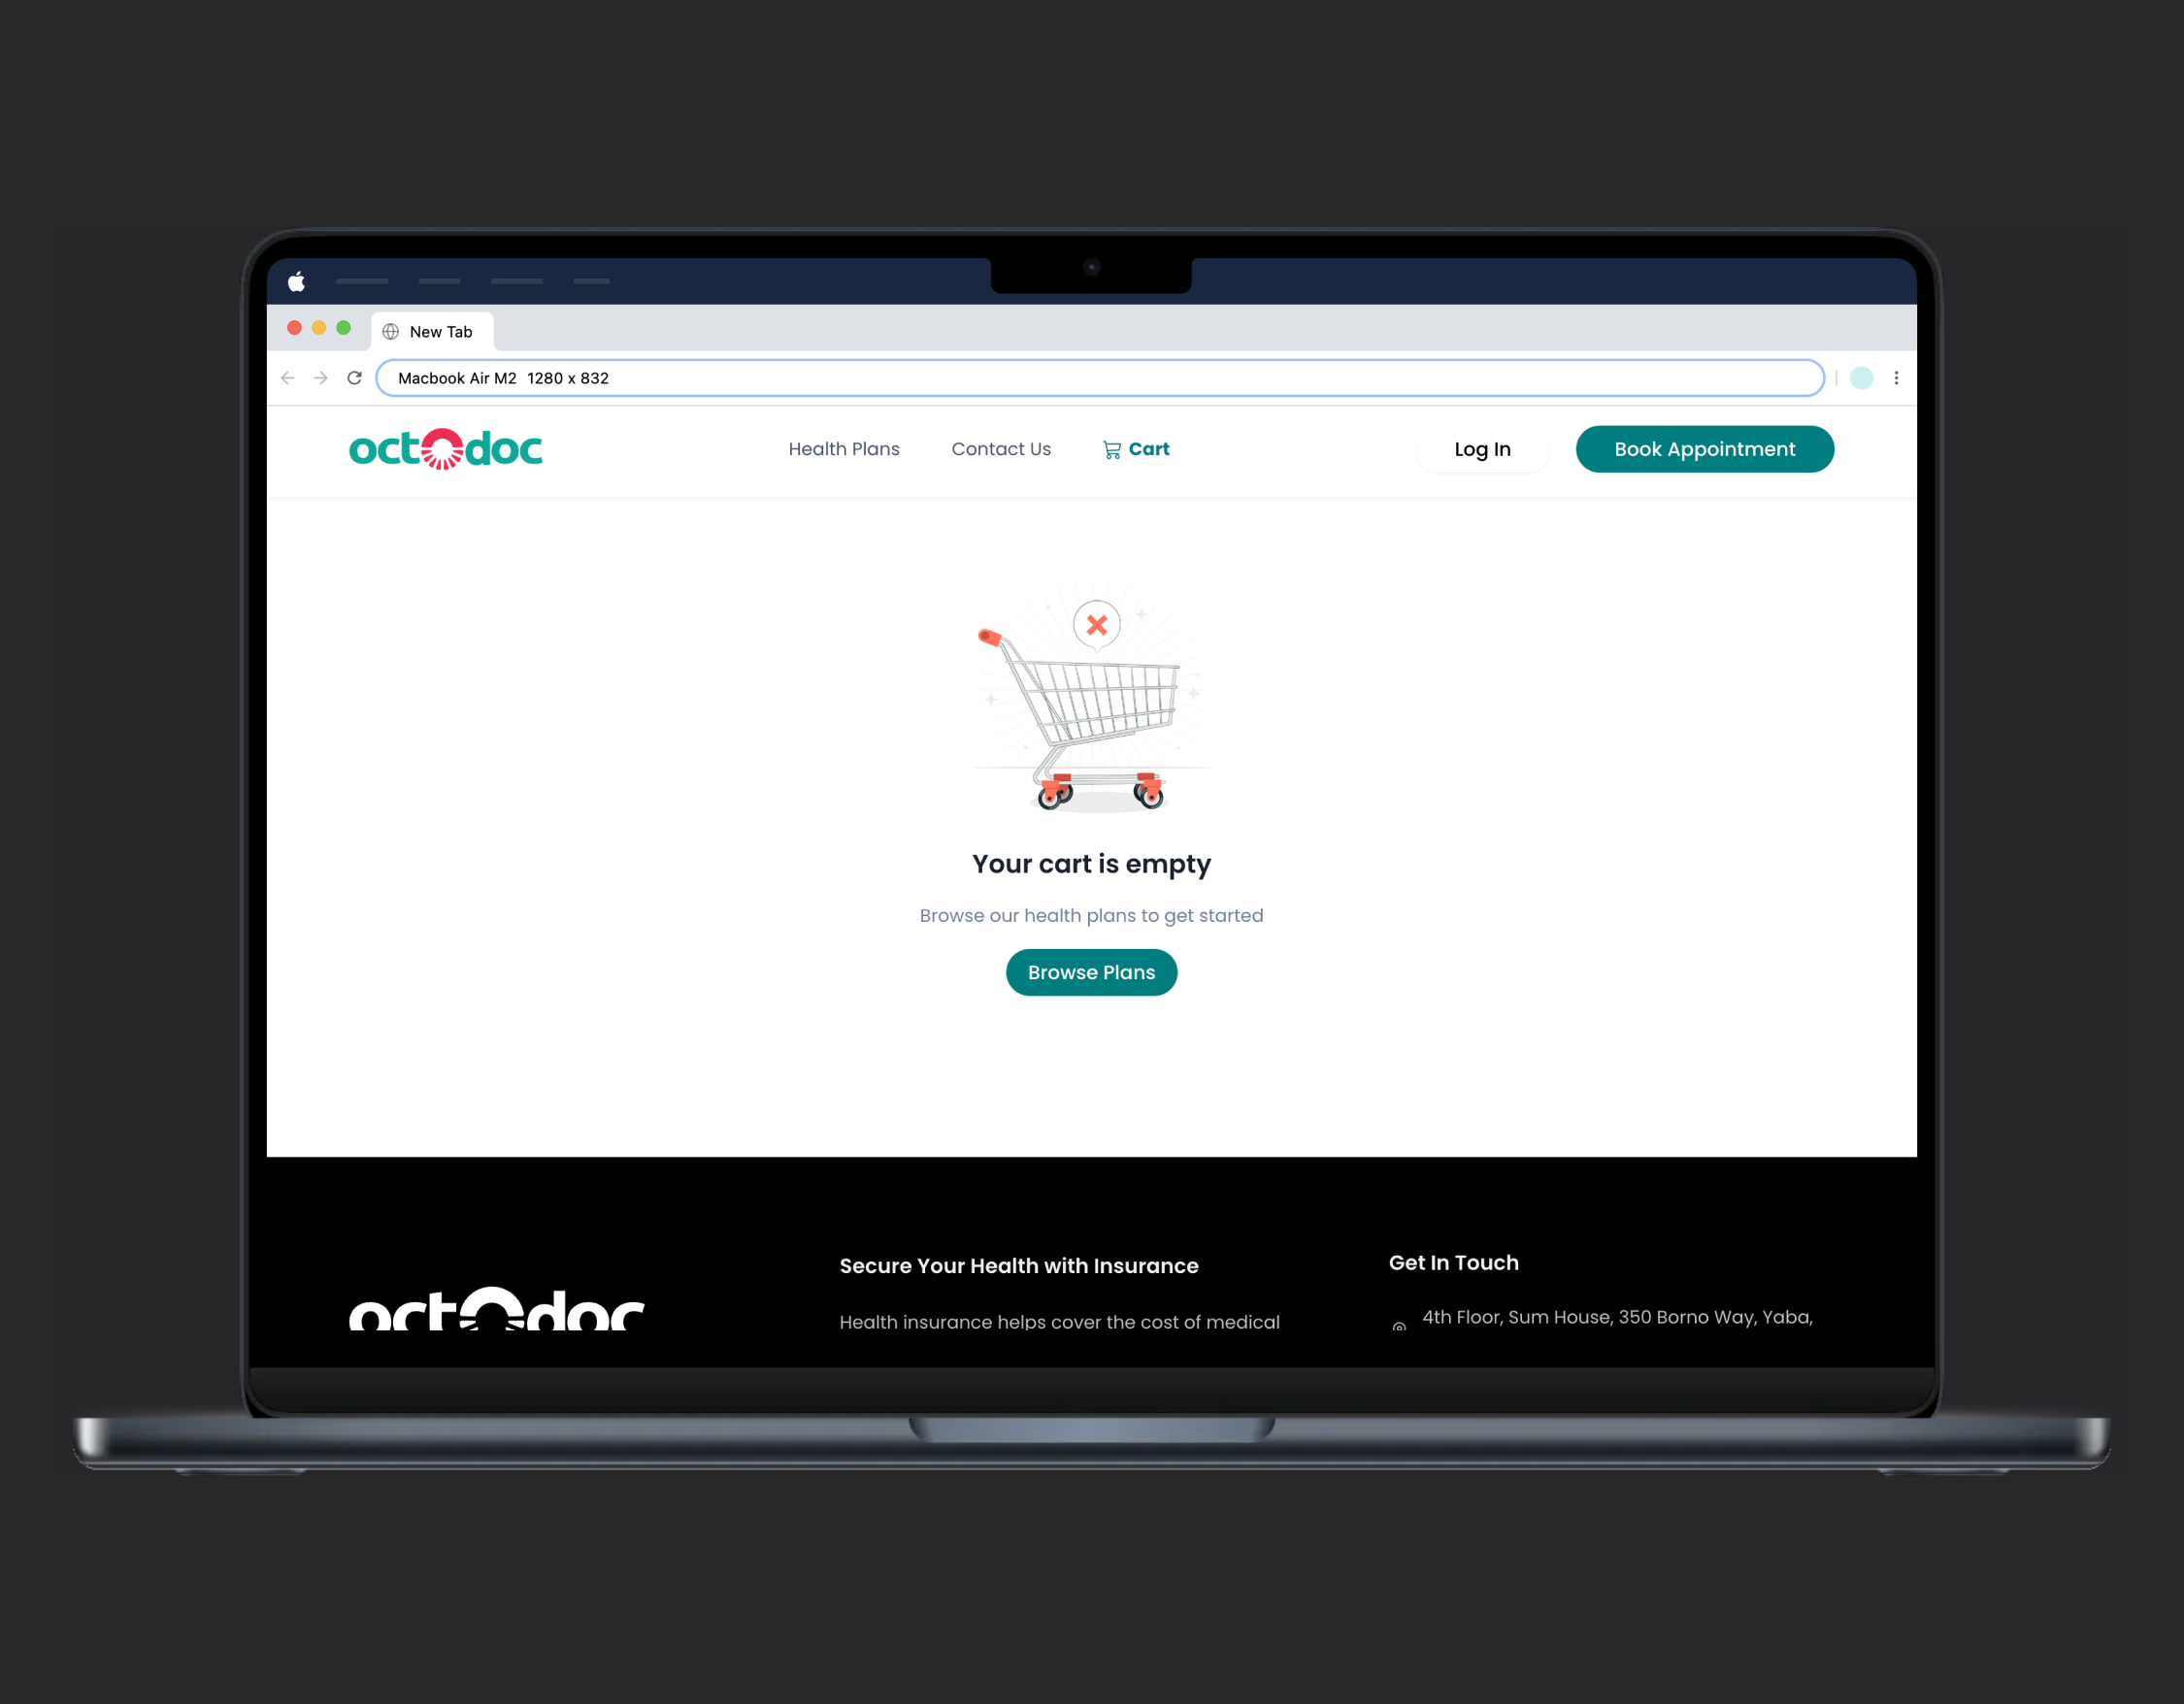 New Tab
Macbook Air M2 1280 x 832
octodoc
Health Plans
Contact Us
Cart
Log In
Book Appointment
Your cart is empty
Browse our health plans to get started
Browse Plans
octodoc
Secure Your Health with Insurance
Health insurance helps cover the cost of medical
Get In Touch
4th Floor, Sum House, 350 Borno Way, Yaba,